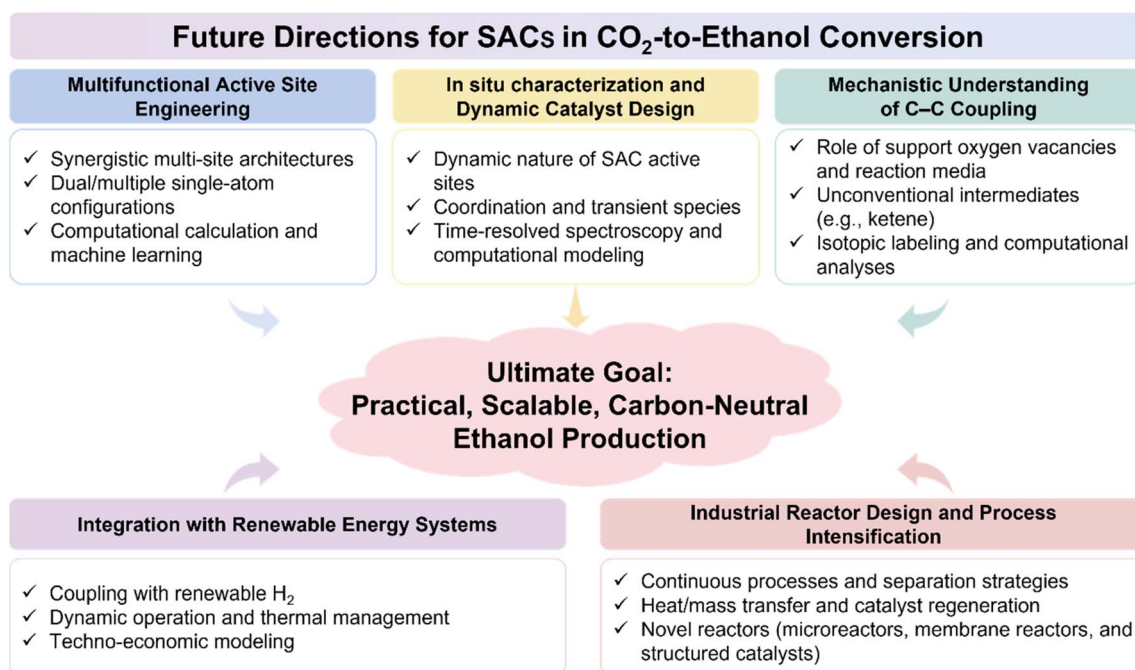 Future Directions for SACs in CO₂-to-Ethanol Conversion
Multifunctional Active Site
Engineering
✓ Synergistic multi-site architectures
✓ Dual/multiple single-atom
configurations
✓ Computational calculation and
machine learning
In situ characterization and
Dynamic Catalyst Design
✓ Dynamic nature of SAC active
sites
✓ Coordination and transient species
✓ Time-resolved spectroscopy and
computational modeling
Mechanistic Understanding
of C–C Coupling
✓ Role of support oxygen vacancies
and reaction media
✓ Unconventional intermediates
(e.g., ketene)
✓ Isotopic labeling and computational
analyses
Ultimate Goal:
Practical, Scalable, Carbon-Neutral
Ethanol Production
Integration with Renewable Energy Systems
✓ Coupling with renewable H₂
✓ Dynamic operation and thermal management
✓ Techno-economic modeling
Industrial Reactor Design and Process
Intensification
✓ Continuous processes and separation strategies
✓ Heat/mass transfer and catalyst regeneration
✓ Novel reactors (microreactors, membrane reactors, and
structured catalysts)